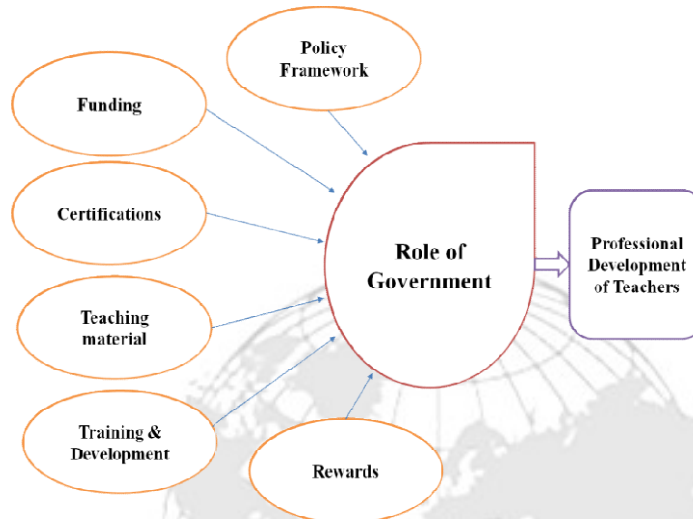 Policy
Framework
Funding
Certifications
Role of
Government
Professional
Development
of Teachers
Teaching
material
Training &
Development
Rewards